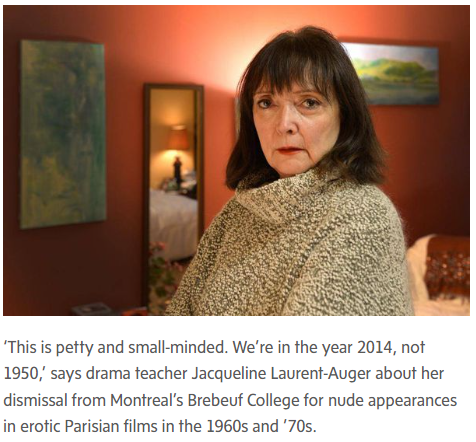 ‘This is petty and small-minded. We’re in the year 2014, not
1950,’ says drama teacher Jacqueline Laurent-Auger about her
dismissal from Montreal’s Brebeuf College for nude appearances
in erotic Parisian films in the 1960s and ’70s.